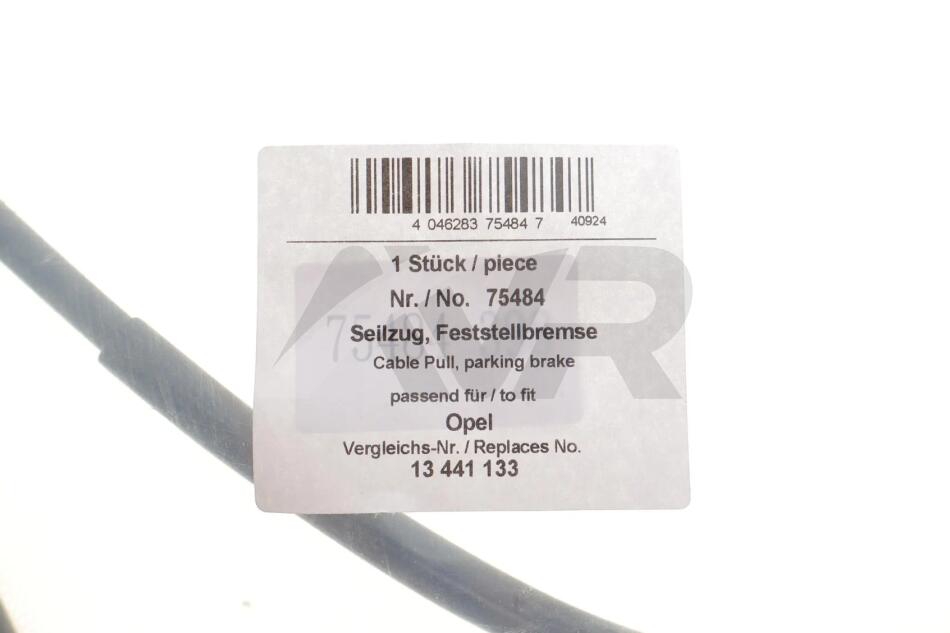 4 046283 75484 7 40924
1 Stück / piece
Nr. / No. 75484
Seilzug, Feststellbremse
Cable Pull, parking brake
passend für / to fit
Opel
Vergleichs-Nr. / Replaces No.
13 441 133